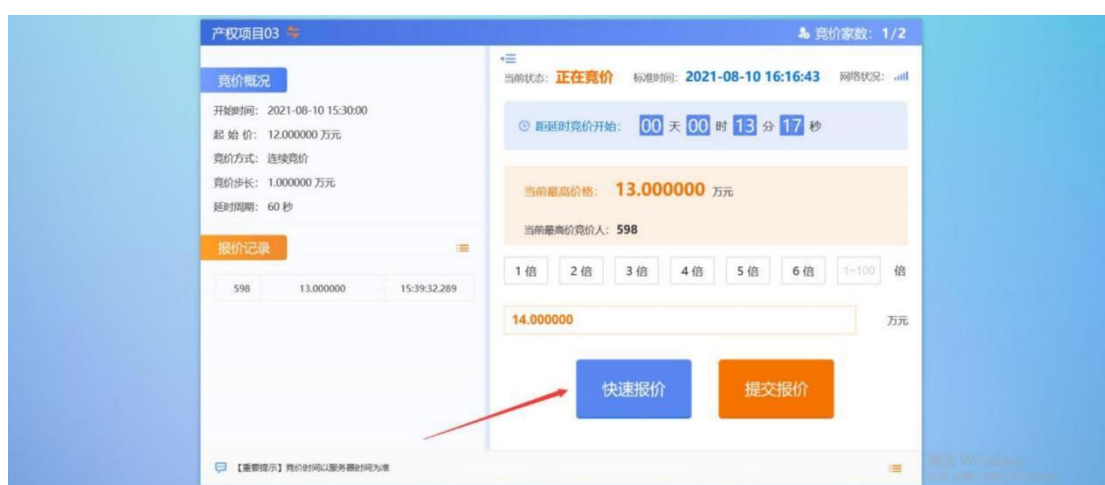 产权项目03
竞价家数: 1/2
竞价概况
开始时间: 2021-08-10 15:30:00
起 始 价: 12.000000 万元
竞价方式: 连续竞价
竞价步长: 1.000000 万元
延时周期: 60 秒
报价记录
598 13.000000 15:39:32.289
当前状态: 正在竞价 标准时间: 2021-08-10 16:16:43 网络状况:
距延时竞价开始: 00 天 00 时 13 分 17 秒
当前最高价格: 13.000000 万元
当前最高价竞价人: 598
1 倍 2 倍 3 倍 4 倍 5 倍 6 倍 1~100 倍
14.000000 万元
快速报价 提交报价
【重要提示】竞价时间以服务器时间为准
激活 Windows